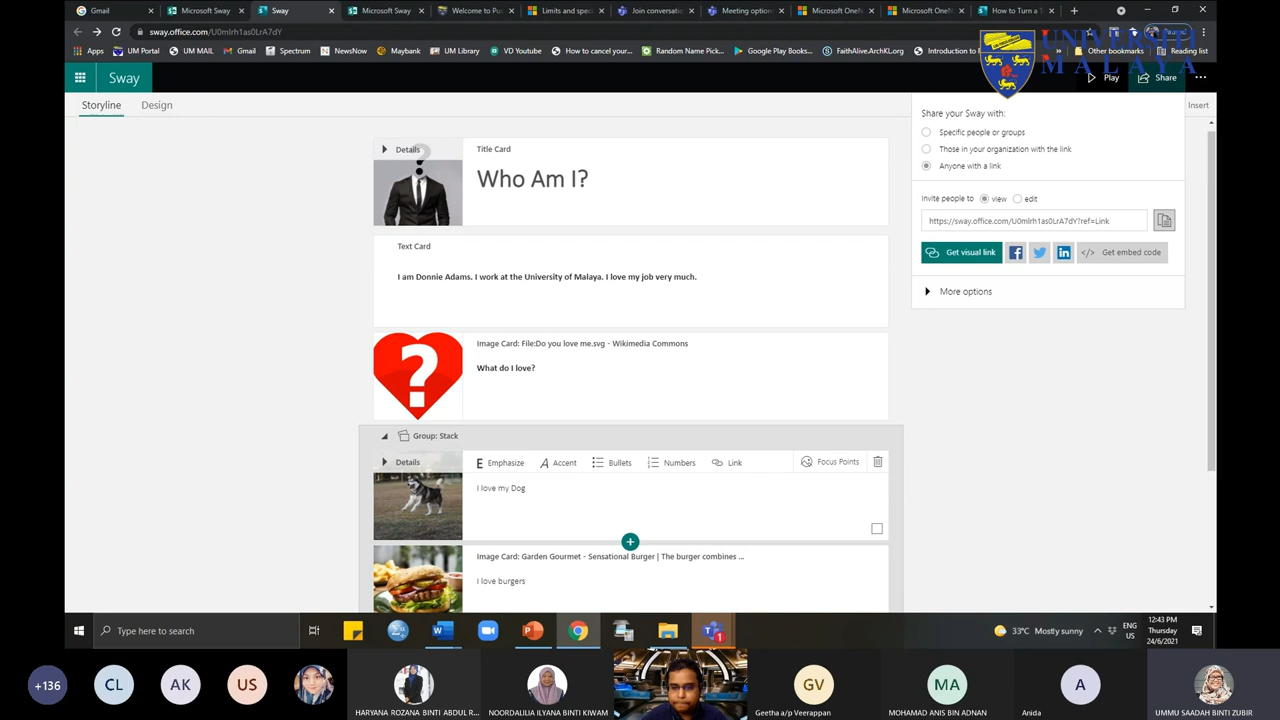 Gmail
Microsoft Sway
Sway
Microsoft Sway
Welcome to Pu
Limits and speci
Join conversatio
Meeting option
Microsoft OneN
Microsoft OneN
How to Turn a T
sway.office.com/U0mlrh1as0LrA7dY
Apps
UM Portal
UM MAIL
Gmail
Spectrum
NewsNow
Maybank
UM Library
VD Youtube
How to cancel your...
Random Name Pick...
Google Play Books...
FaithAlive.ArchKL.org
Introduction to
Other bookmarks
Reading list
UNIVERSITI
MALAYA
Sway
Play
Share
Storyline
Design
Insert
Share your Sway with:
Specific people or groups
Those in your organization with the link
Anyone with a link
Invite people to
view
edit
https://sway.office.com/U0mlrh1as0LrA7dY?ref=Link
Get visual link
</> Get embed code
More options
Details
Title Card
Who Am I?
Text Card
I am Donnie Adams. I work at the University of Malaya. I love my job very much.
Image Card: File:Do you love me.svg - Wikimedia Commons
What do I love?
?
Group: Stack
Details
E Emphasize
A Accent
Bullets
Numbers
Link
Focus Points
I love my Dog
Image Card: Garden Gourmet - Sensational Burger | The burger combines ...
I love burgers
Type here to search
1
33°C Mostly sunny
ENG
US
12:43 PM
Thursday
24/6/2021
+136
CL
AK
US
HARYANA ROZANA BINTI ABDUL R...
NOORDALILIA ILYANA BINTI KIWAM
GV
Geetha a/p Veerappan
MA
MOHAMAD ANIS BIN ADNAN
A
Anida
UMMU SAADAH BINTI ZUBIR